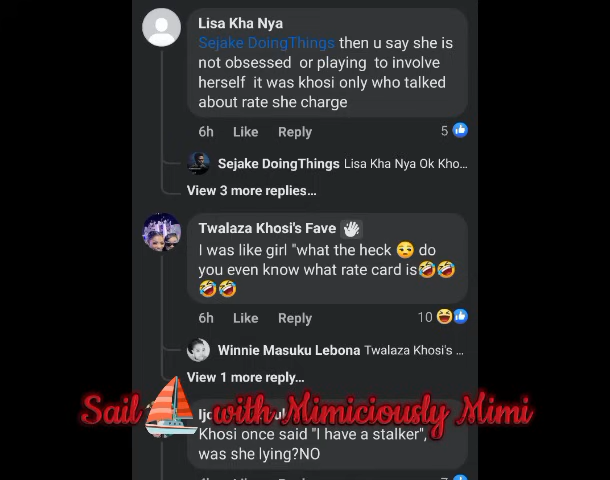 Lisa Kha Nya
Sejake DoingThings then u say she is
not obsessed or playing to involve
herself it was khosi only who talked
about rate she charge
6h Like Reply 5
Sejake DoingThings Lisa Kha Nya Ok Kho...
View 3 more replies...
Twalaza Khosi's Fave
I was like girl "what the heck 😒 do
you even know what rate card is🤣🤣
🤣🤣
6h Like Reply 10
Winnie Masuku Lebona Twalaza Khosi's ...
View 1 more reply...
Sail with Mimiciously Mimi
Khosi once said "I have a stalker",
was she lying?NO